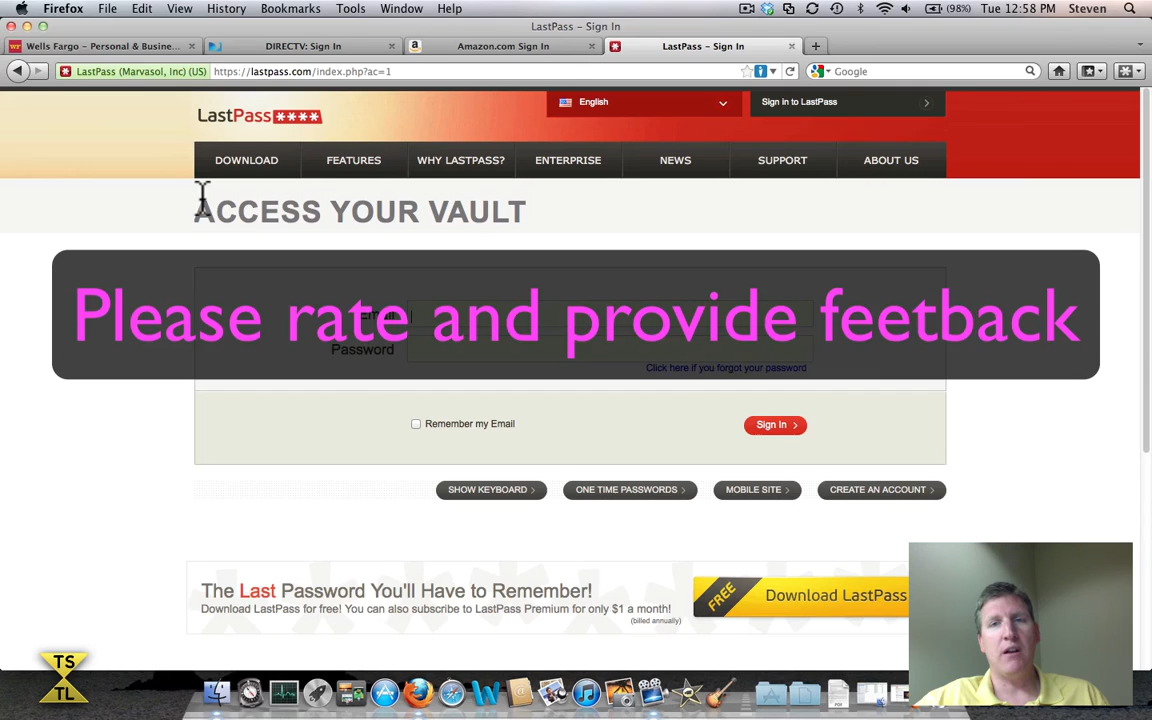 Firefox File Edit View History Bookmarks Tools Window Help (98%) Tue 12:58 PM Steven
LastPass – Sign In
Wells Fargo – Personal & Busine... DIRECTV: Sign In Amazon.com Sign In LastPass – Sign In
LastPass (Marvasol, Inc) (US) https://lastpass.com/index.php?ac=1 Google
LastPass **** English Sign in to LastPass
DOWNLOAD FEATURES WHY LASTPASS? ENTERPRISE NEWS SUPPORT ABOUT US
ACCESS YOUR VAULT
Please rate and provide feetback
Email
Password
Click here if you forgot your password
Remember my Email Sign In
SHOW KEYBOARD ONE TIME PASSWORDS MOBILE SITE CREATE AN ACCOUNT
The Last Password You'll Have to Remember!
Download LastPass for free! You can also subscribe to LastPass Premium for only $1 a month!
(billed annually)
FREE Download LastPass
TS
TL